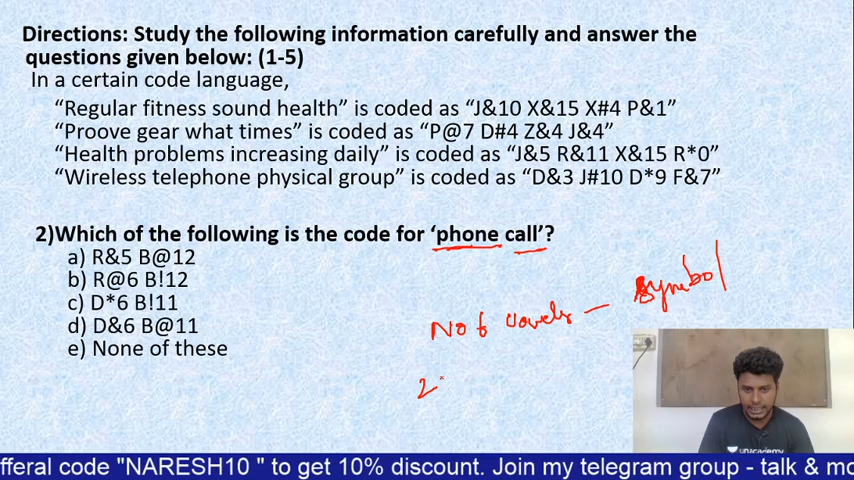 Directions: Study the following information carefully and answer the
questions given below: (1-5)
In a certain code language,
“Regular fitness sound health” is coded as “J&10 X&15 X#4 P&1”
“Proove gear what times” is coded as “P@7 D#4 Z&4 J&4”
“Health problems increasing daily” is coded as “J&5 R&11 X&15 R*0”
“Wireless telephone physical group” is coded as “D&3 J#10 D*9 F&7”
2)Which of the following is the code for ‘phone call’?
a) R&5 B@12
b) R@6 B!12
c) D*6 B!11
d) D&6 B@11
e) None of these
No of vowels - symbol
2
unacademy
fferal code "NARESH10 " to get 10% discount. Join my telegram group - talk & mo